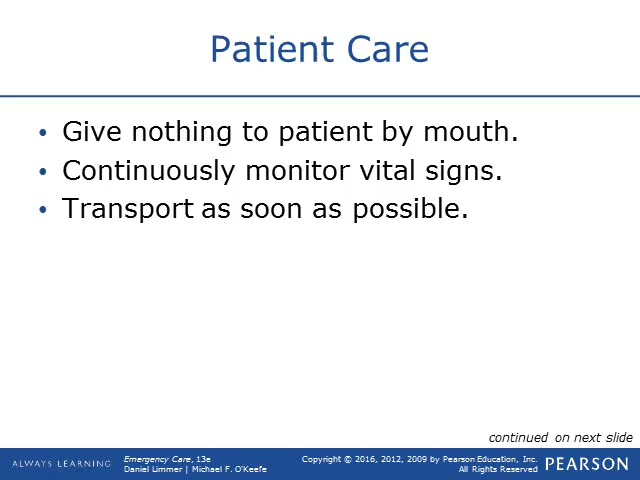 Patient Care
• Give nothing to patient by mouth.
• Continuously monitor vital signs.
• Transport as soon as possible.
continued on next slide
ALWAYS LEARNING
Emergency Care, 13e
Daniel Limmer | Michael F. O'Keefe
Copyright © 2016, 2012, 2009 by Pearson Education, Inc.
All Rights Reserved
PEARSON